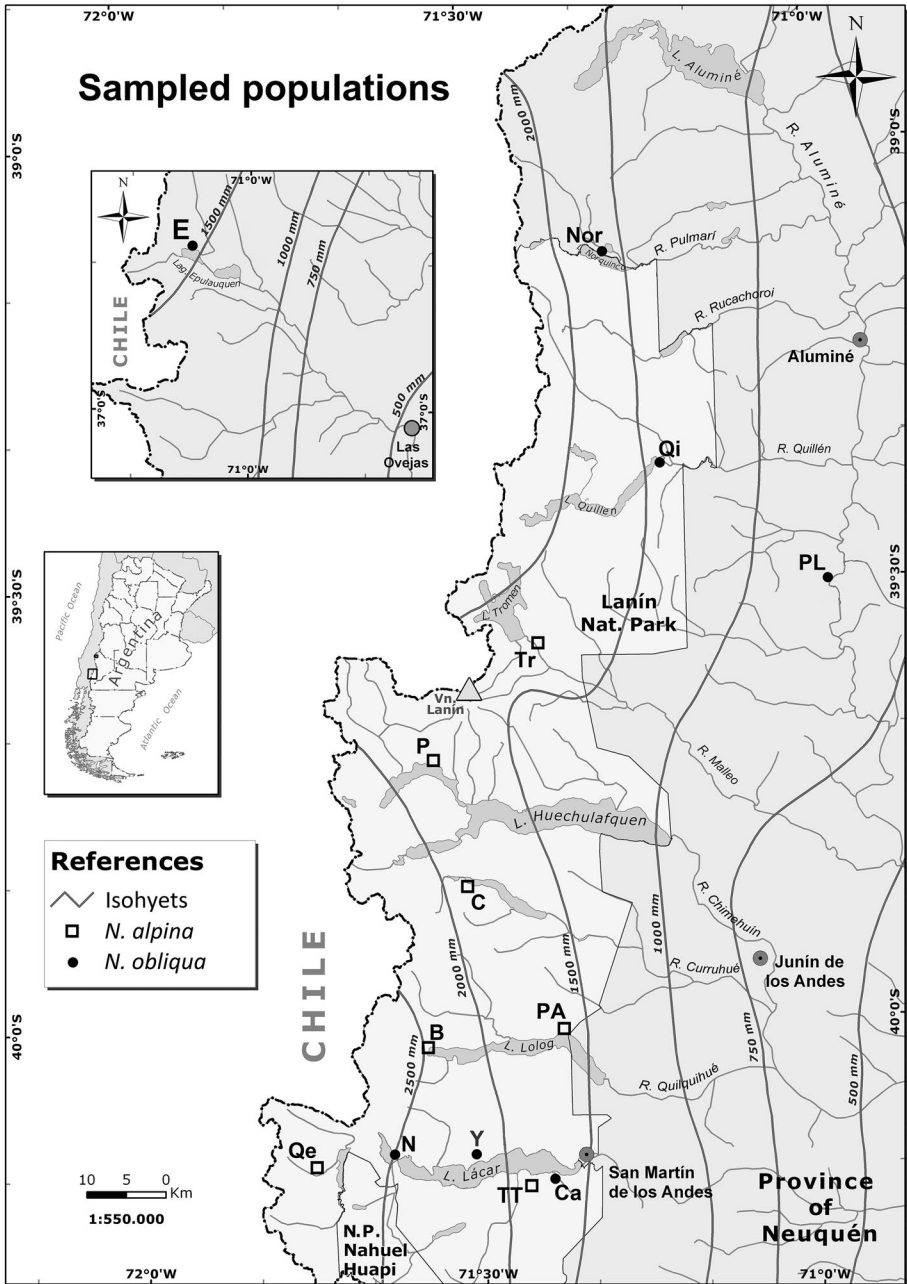 72°0'W
71°30'W
71°0'W
Sampled populations
N
N
71°0'W
39°0'S
39°0'S
L. Aluminé
R. Aluminé
2000 mm
E
1500 mm
1000 mm
750 mm
Lag. Epulauquen
CHILE
37°0'S
37°0'S
500 mm
Las
Ovejas
71°0'W
Nor
Norquinco
R. Pulmarí
R. Rucachoroi
Aluminé
Qi
R. Quillén
L. Quillen
PL
39°30'S
39°30'S
Lanín
Nat. Park
L. Tromen
Tr
Vn.
Lanín
Pacific Ocean
Argentina
Atlantic Ocean
P
R. Malleo
L. Huechulafquen
References
Isohyets
N. alpina
N. obliqua
C
R. Chimehuín
1000 mm
2000 mm
1500 mm
R. Curruhué
Junín de
los Andes
CHILE
PA
40°0'S
40°0'S
B
L. Lolog
2500 mm
750 mm
500 mm
R. Quilquihué
Qe
N
Y
L. Lácar
TT
Ca
San Martín
de los Andes
Province
of
Neuquén
10 5 0
Km
1:550.000
N.P.
Nahuel
Huapi
72°0'W
71°30'W
71°0'W